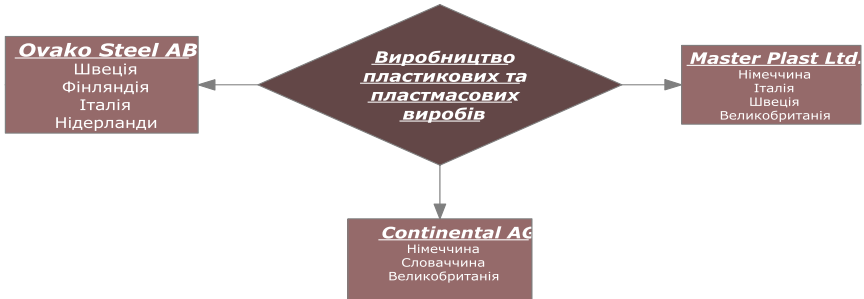 Ovako Steel AB
Швеція
Фінляндія
Італія
Нідерланди
Виробництво
пластикових та
пластмасових
виробів
Master Plast Ltd.
Німеччина
Італія
Швеція
Великобританія
Continental AG
Німеччина
Словаччина
Великобританія